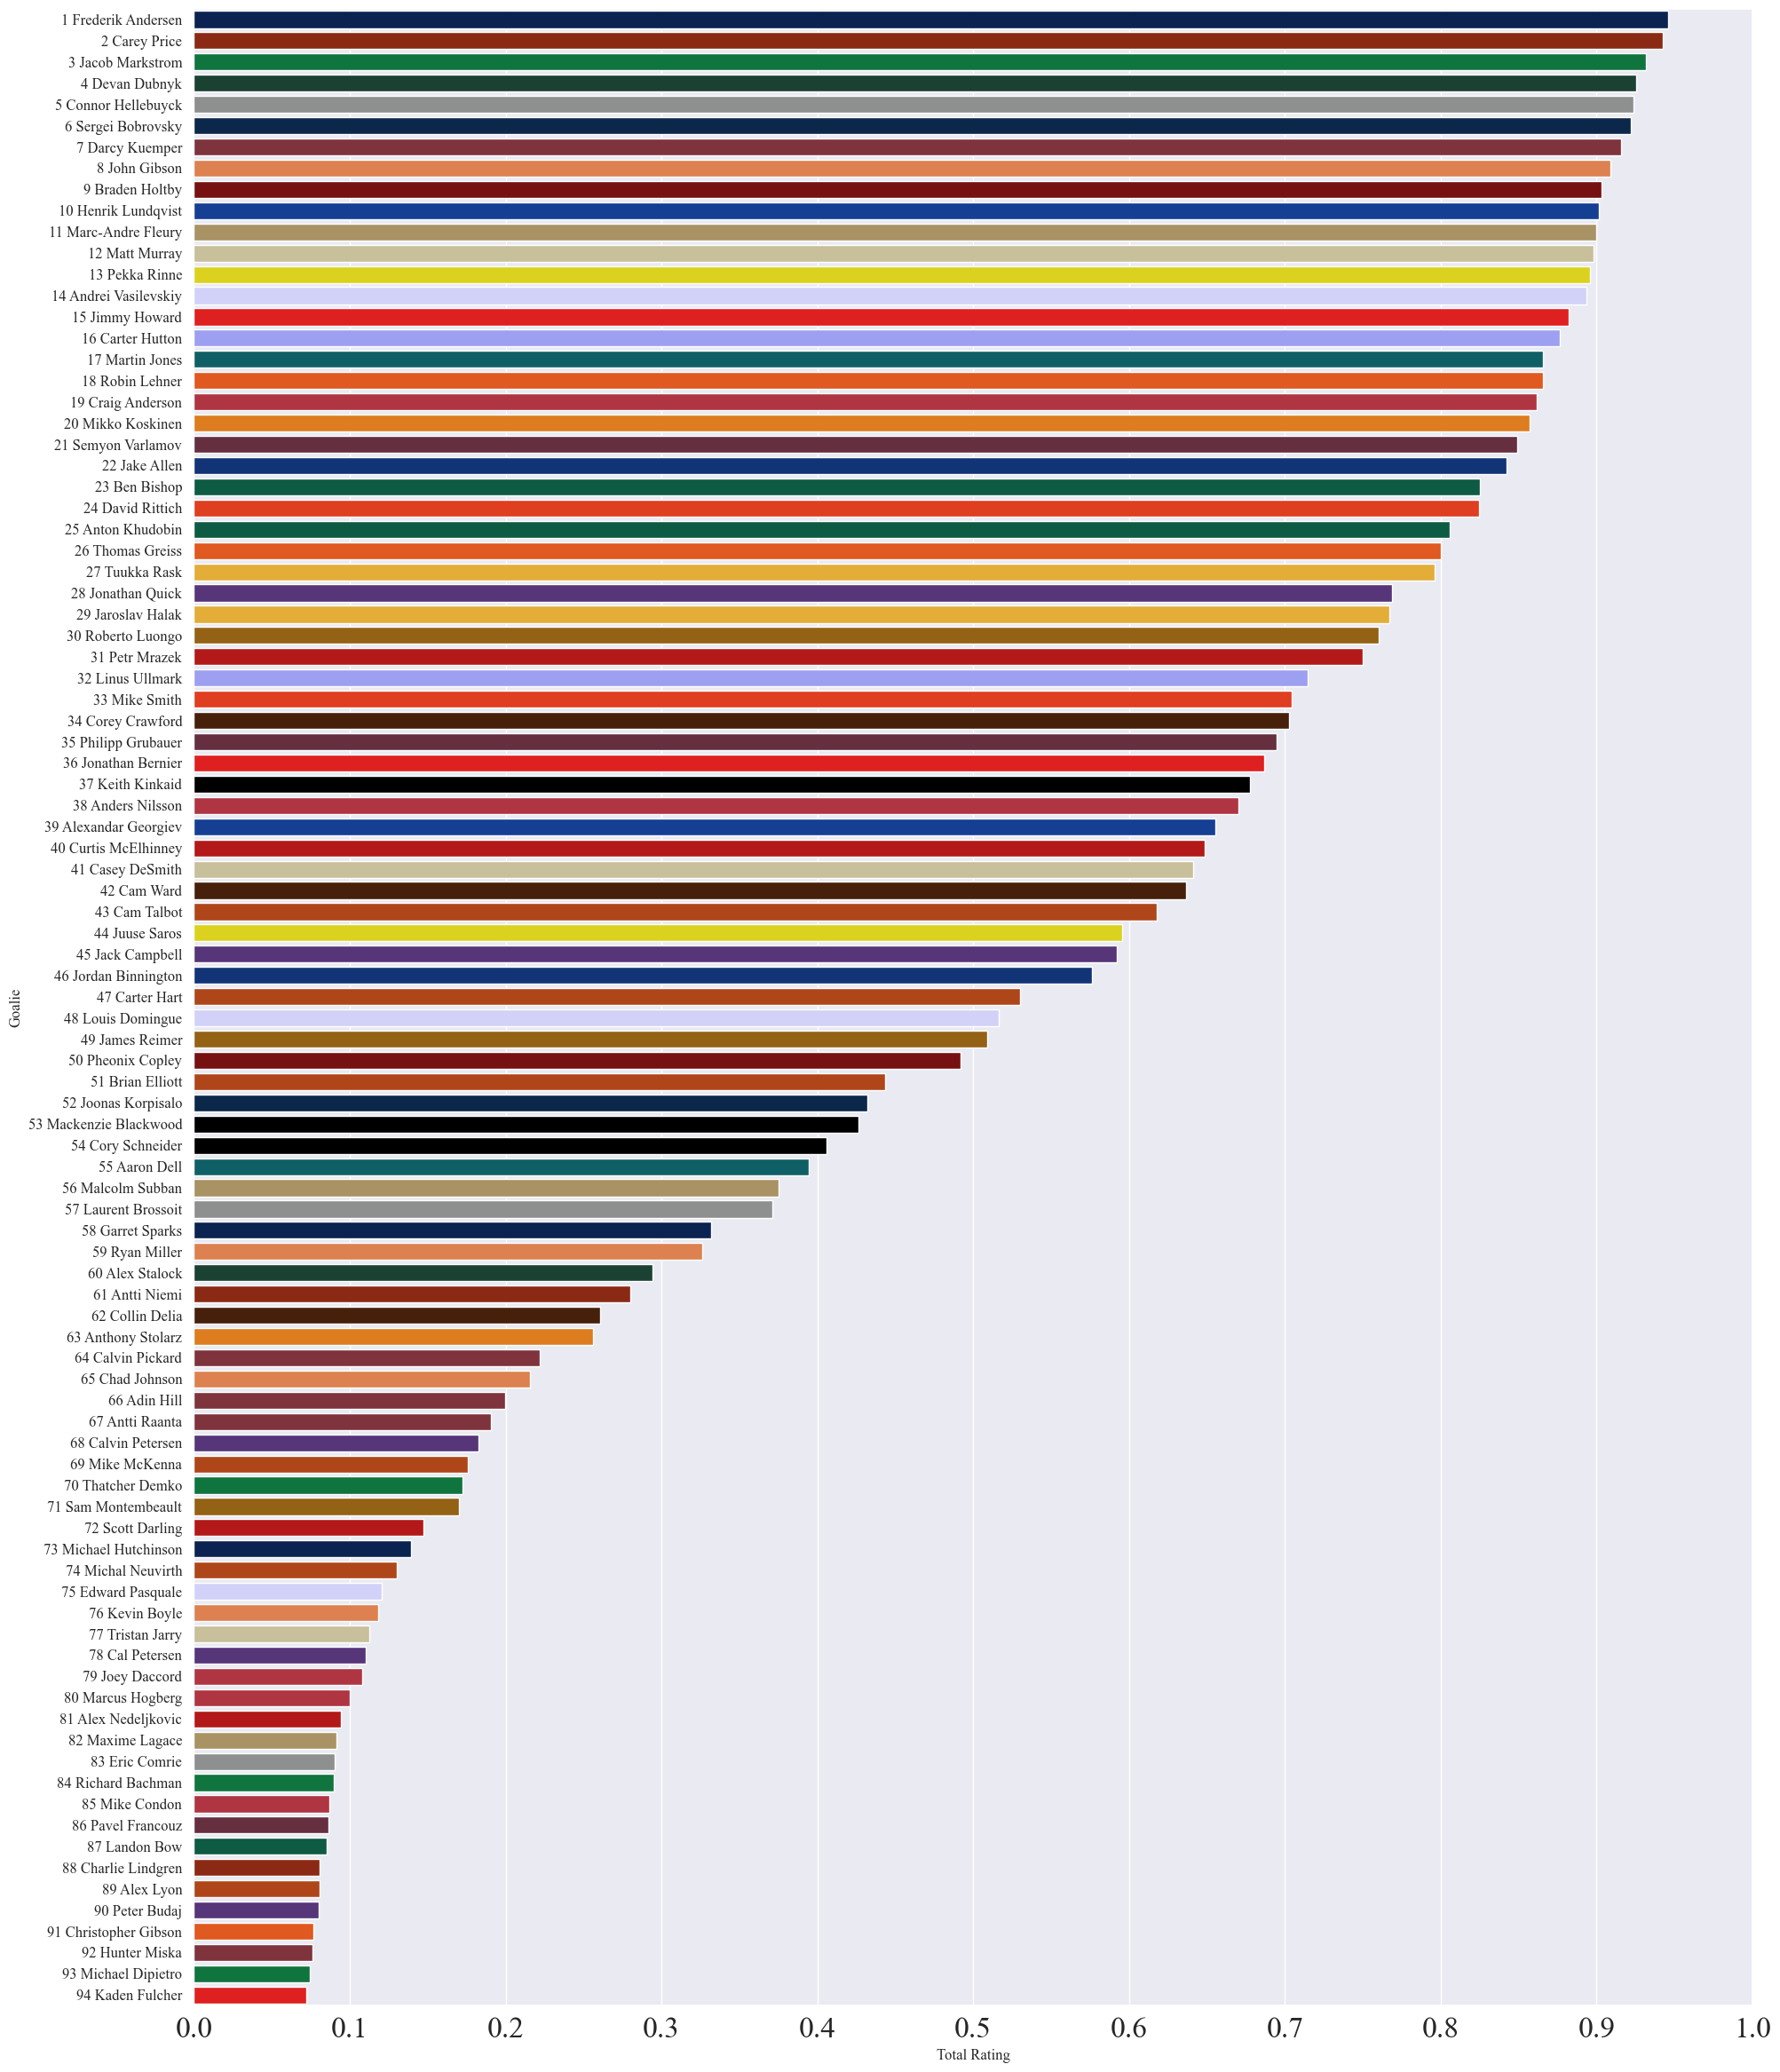 1 Frederik Andersen
2 Carey Price
3 Jacob Markstrom
4 Devan Dubnyk
5 Connor Hellebuyck
6 Sergei Bobrovsky
7 Darcy Kuemper
8 John Gibson
9 Braden Holtby
10 Henrik Lundqvist
11 Marc-Andre Fleury
12 Matt Murray
13 Pekka Rinne
14 Andrei Vasilevskiy
15 Jimmy Howard
16 Carter Hutton
17 Martin Jones
18 Robin Lehner
19 Craig Anderson
20 Mikko Koskinen
21 Semyon Varlamov
22 Jake Allen
23 Ben Bishop
24 David Rittich
25 Anton Khudobin
26 Thomas Greiss
27 Tuukka Rask
28 Jonathan Quick
29 Jaroslav Halak
30 Roberto Luongo
31 Petr Mrazek
32 Linus Ullmark
33 Mike Smith
34 Corey Crawford
35 Philipp Grubauer
36 Jonathan Bernier
37 Keith Kinkaid
38 Anders Nilsson
39 Alexandar Georgiev
40 Curtis McElhinney
41 Casey DeSmith
42 Cam Ward
43 Cam Talbot
44 Juuse Saros
45 Jack Campbell
46 Jordan Binnington
47 Carter Hart
48 Louis Domingue
49 James Reimer
50 Pheonix Copley
51 Brian Elliott
52 Joonas Korpisalo
53 Mackenzie Blackwood
54 Cory Schneider
55 Aaron Dell
56 Malcolm Subban
57 Laurent Brossoit
58 Garret Sparks
59 Ryan Miller
60 Alex Stalock
61 Antti Niemi
62 Collin Delia
63 Anthony Stolarz
64 Calvin Pickard
65 Chad Johnson
66 Adin Hill
67 Antti Raanta
68 Calvin Petersen
69 Mike McKenna
70 Thatcher Demko
71 Sam Montembeault
72 Scott Darling
73 Michael Hutchinson
74 Michal Neuvirth
75 Edward Pasquale
76 Kevin Boyle
77 Tristan Jarry
78 Cal Petersen
79 Joey Daccord
80 Marcus Hogberg
81 Alex Nedeljkovic
82 Maxime Lagace
83 Eric Comrie
84 Richard Bachman
85 Mike Condon
86 Pavel Francouz
87 Landon Bow
88 Charlie Lindgren
89 Alex Lyon
90 Peter Budaj
91 Christopher Gibson
92 Hunter Miska
93 Michael Dipietro
94 Kaden Fulcher
Goalie
0.0 0.1 0.2 0.3 0.4 0.5 0.6 0.7 0.8 0.9 1.0
Total Rating